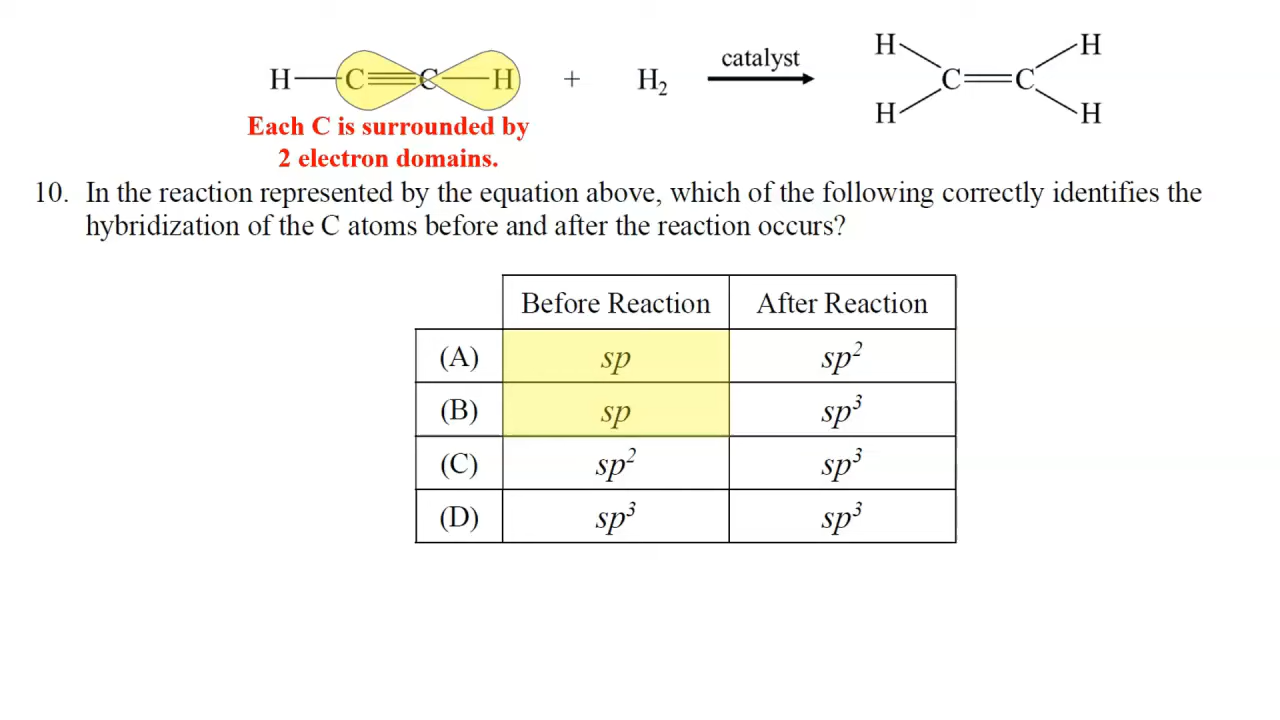 H—C≡C—H + H₂ catalyst H H C=C H H
Each C is surrounded by
2 electron domains.
10. In the reaction represented by the equation above, which of the following correctly identifies the
hybridization of the C atoms before and after the reaction occurs?
Before Reaction After Reaction
(A) sp sp²
(B) sp sp³
(C) sp² sp³
(D) sp³ sp³